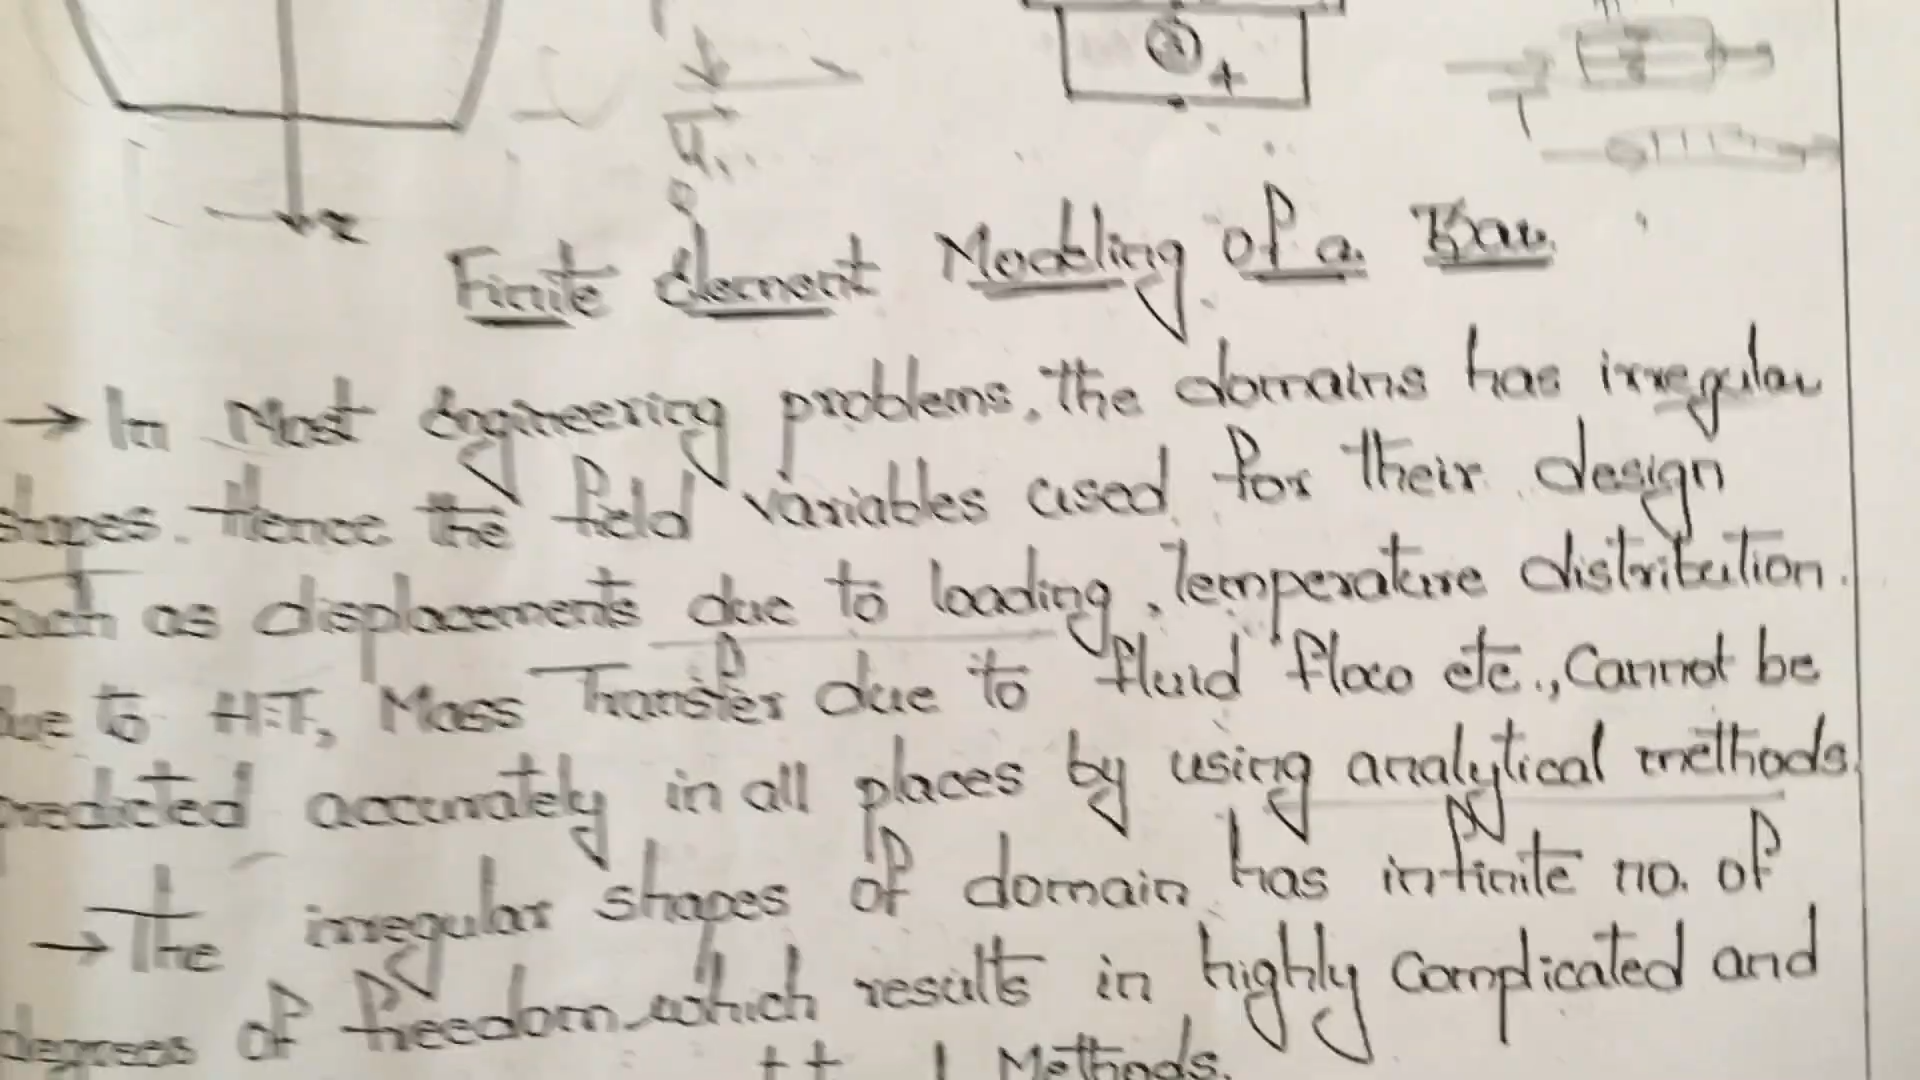 Finite Element Modeling of a Bar.
→ In Most Engineering problems, the domains has irregular
shapes. Hence the field variables used for their design
such as displacements due to loading, Temperature distribution.
due to H.T, Mass Transfer due to fluid flow etc., Cannot be
predicted accurately in all places by using analytical methods.
→ The irregular shapes of domain has infinite no. of
degrees of freedom which results in highly complicated and
Methods.